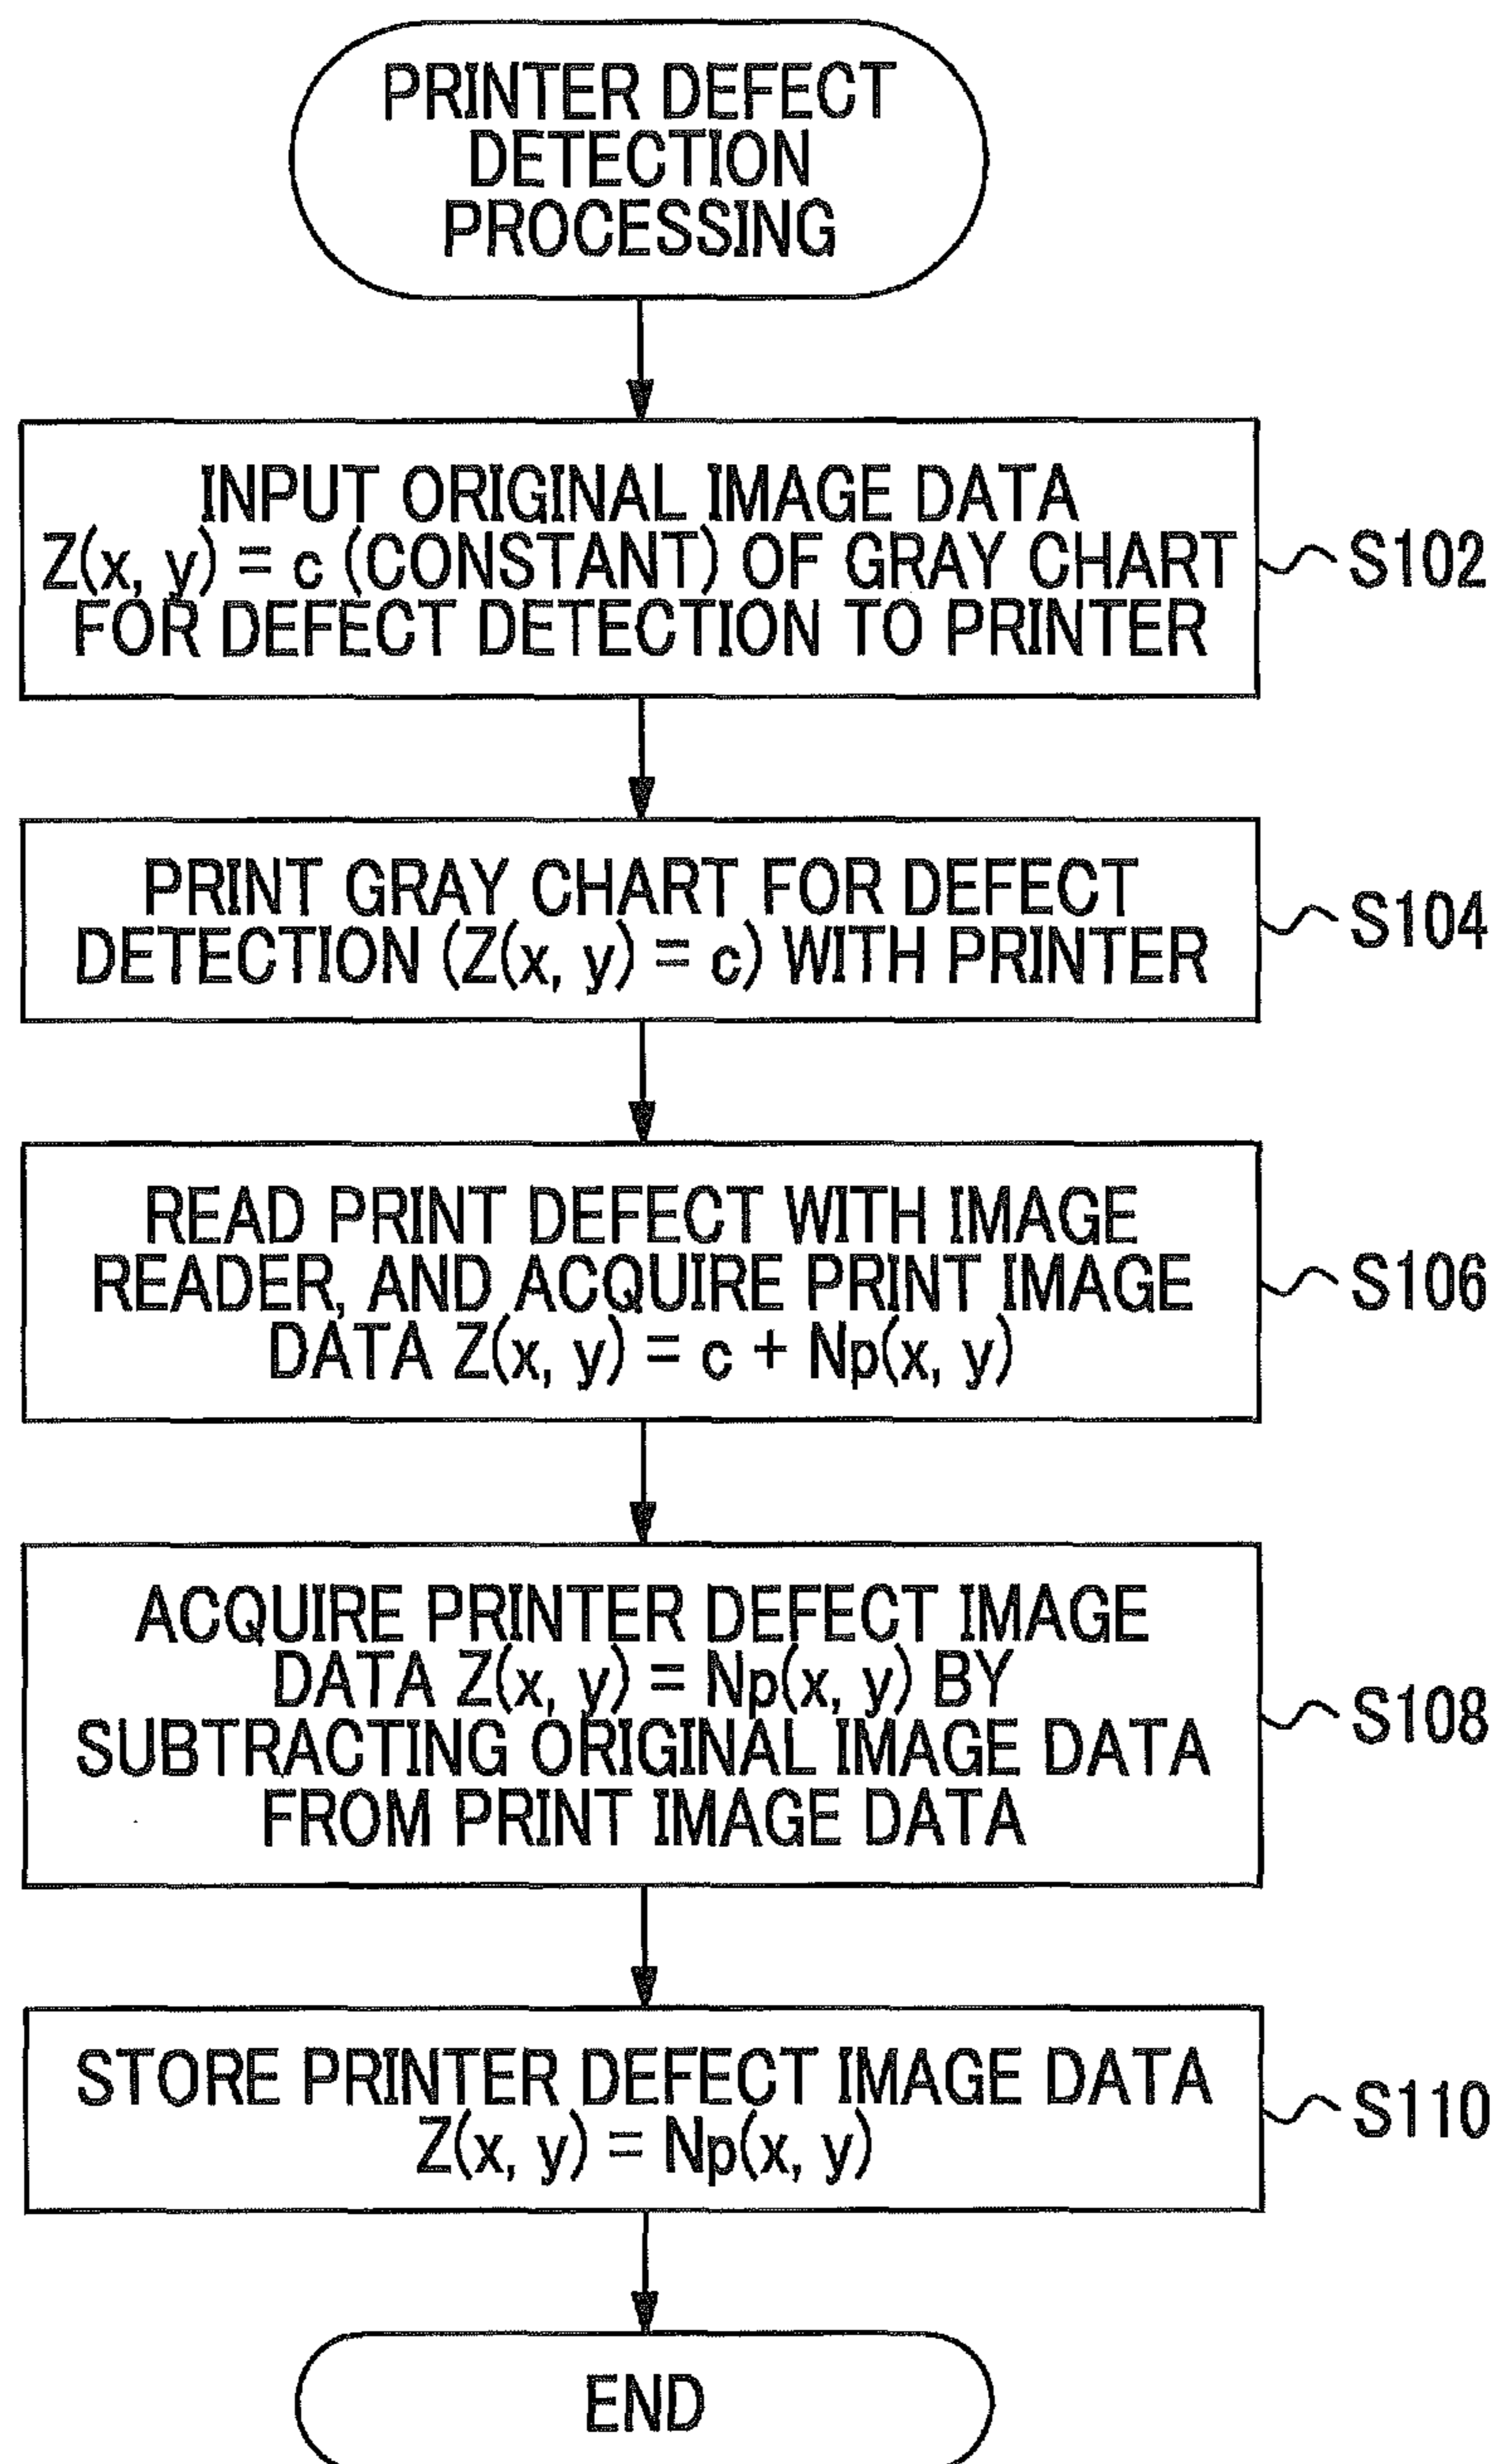 PRINTER DEFECT
DETECTION
PROCESSING
INPUT ORIGINAL IMAGE DATA
Z(x, y) = c (CONSTANT) OF GRAY CHART
FOR DEFECT DETECTION TO PRINTER
S102
PRINT GRAY CHART FOR DEFECT
DETECTION (Z(x, y) = c) WITH PRINTER
S104
READ PRINT DEFECT WITH IMAGE
READER, AND ACQUIRE PRINT IMAGE
DATA Z(x, y) = c + Np(x, y)
S106
ACQUIRE PRINTER DEFECT IMAGE
DATA Z(x, y) = Np(x, y) BY
SUBTRACTING ORIGINAL IMAGE DATA
FROM PRINT IMAGE DATA
S108
STORE PRINTER DEFECT IMAGE DATA
Z(x, y) = Np(x, y)
S110
END